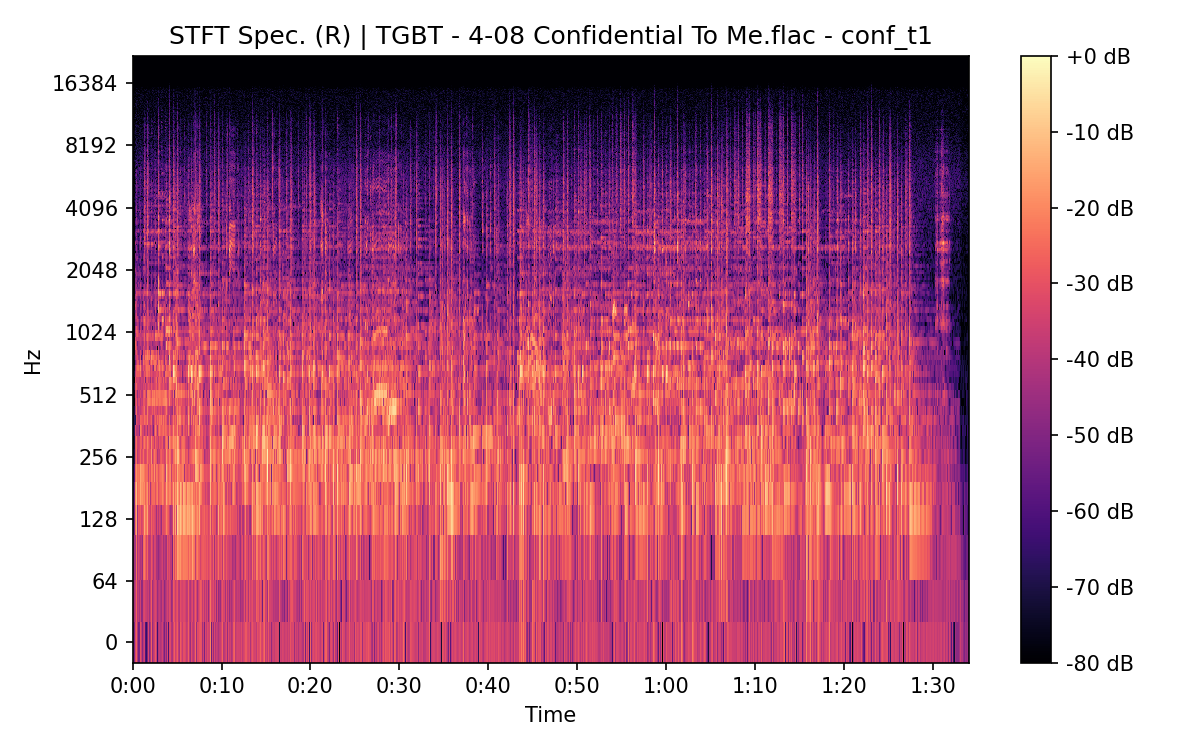 STFT Spec. (R) | TGBT - 4-08 Confidential To Me.flac - conf_t1
Hz
16384
8192
4096
2048
1024
512
256
128
64
0
0:00 0:10 0:20 0:30 0:40 0:50 1:00 1:10 1:20 1:30
Time
+0 dB
-10 dB
-20 dB
-30 dB
-40 dB
-50 dB
-60 dB
-70 dB
-80 dB